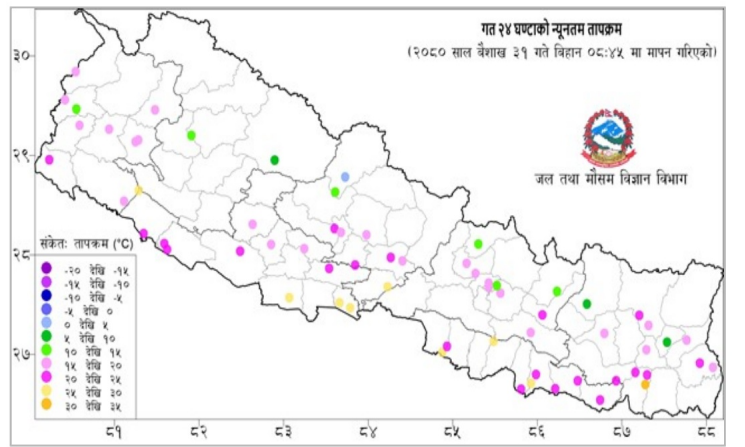 गत २४ घण्टाको न्यूनतम तापक्रम
(२०८० साल बैशाख ३१ गते बिहान ०८:४५ मा मापन गरिएको)
जल तथा मौसम विज्ञान विभाग
३०
२९
२८
२७
संकेतः तापक्रम (°C)
-२० देखि -१५
-१५ देखि -१०
-१० देखि -५
-५ देखि ०
० देखि ५
५ देखि १०
१० देखि १५
१५ देखि २०
२० देखि २५
२५ देखि ३०
३० देखि ३५
८१ ८२ ८३ ८४ ८५ ८६ ८७ ८८